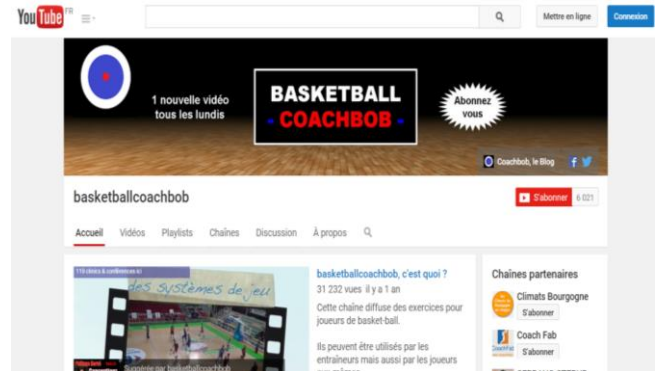 YouTube FR
Mettre en ligne
Connexion
1 nouvelle vidéo
tous les lundis
BASKETBALL
- COACHBOB -
Abonnez
vous
Coachbob, le Blog
basketballcoachbob
S'abonner 6 021
Accueil Vidéos Playlists Chaînes Discussion À propos
des systèmes de jeu
Suggérée par basketballcoachbob
basketballcoachbob, c'est quoi ?
31 232 vues il y a 1 an
Cette chaîne diffuse des exercices pour
joueurs de basket-ball.
Ils peuvent être utilisés par les
entraîneurs mais aussi par les joueurs
Chaînes partenaires
Climats Bourgogne
S'abonner
Coach Fab
S'abonner